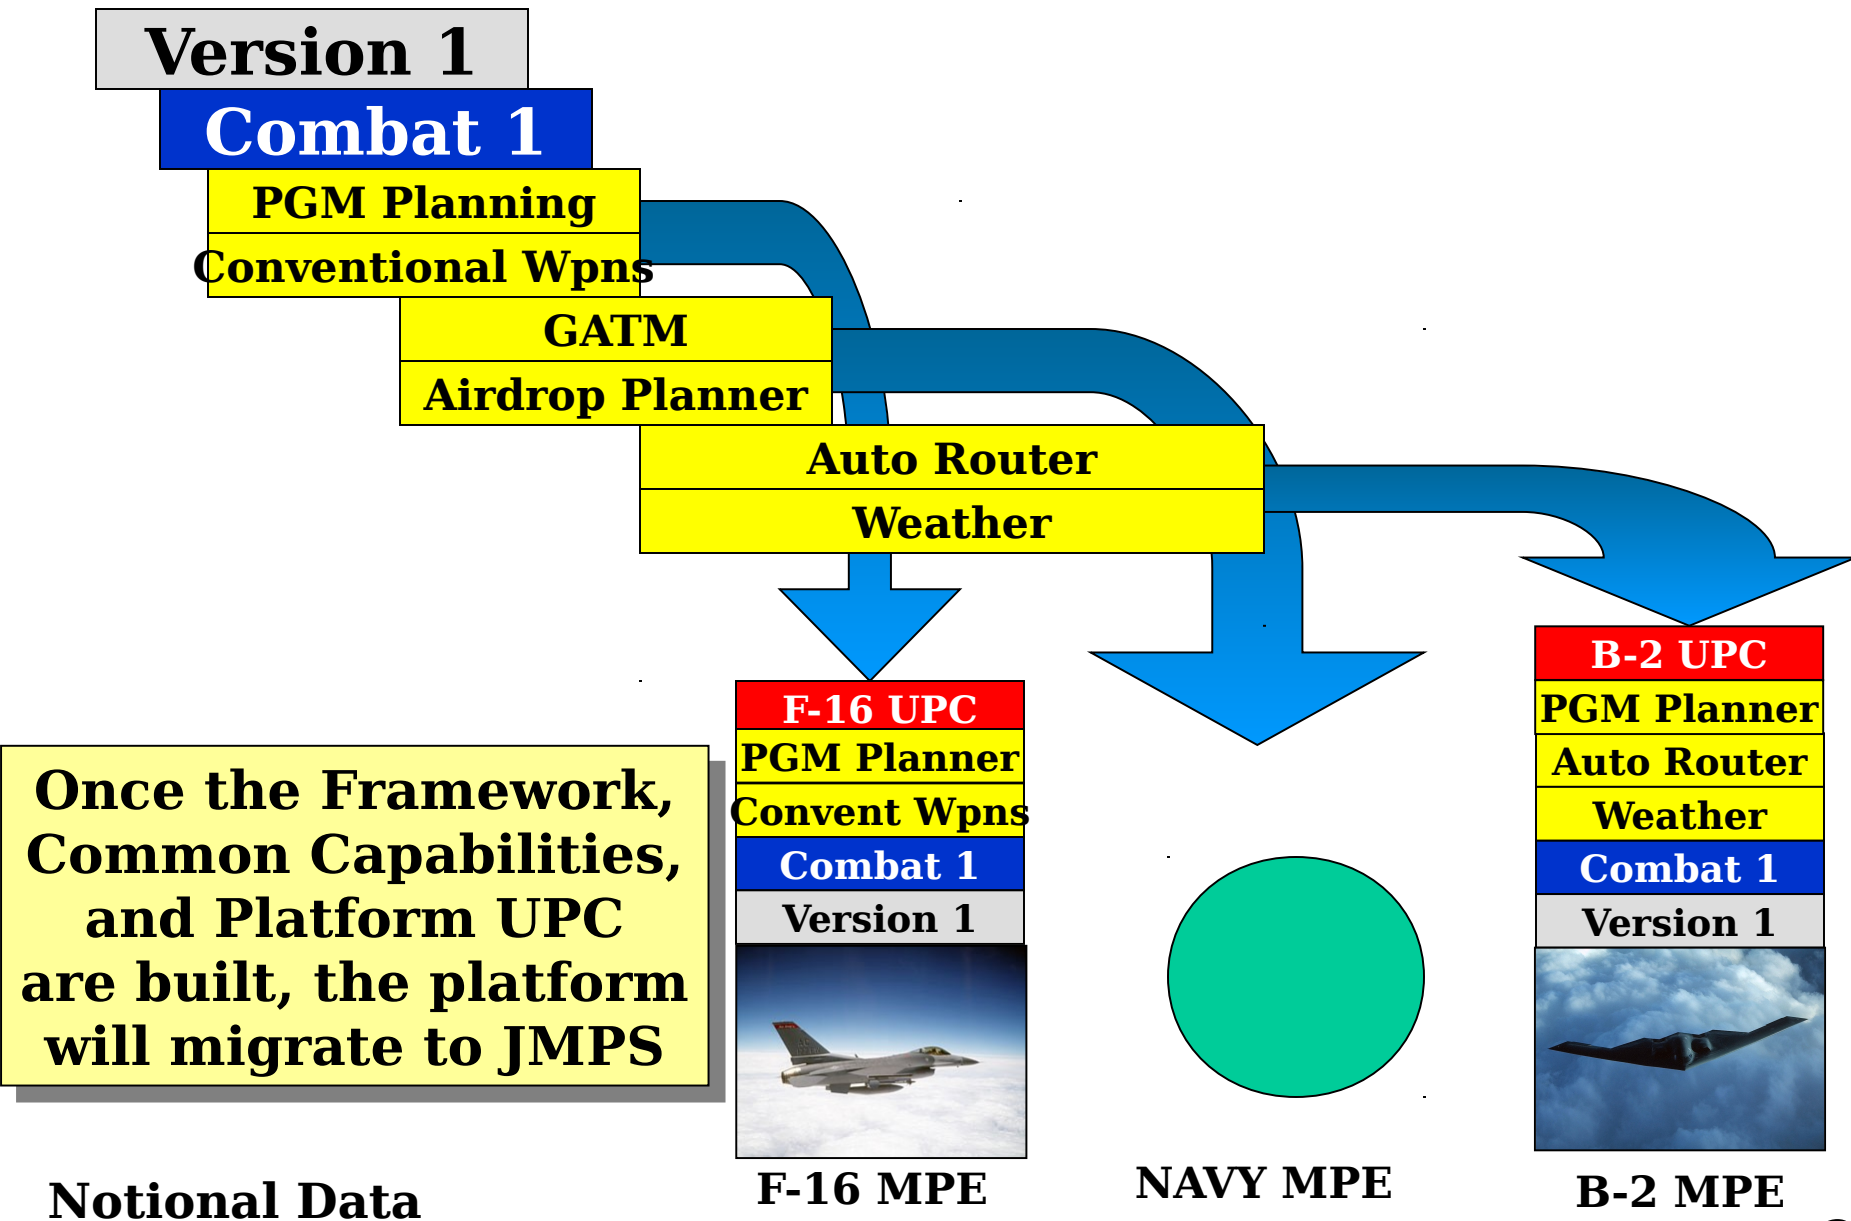 Version 1
Combat 1
PGM Planning
Conventional Wpns
GATM
Airdrop Planner
Auto Router
Weather
F-16 UPC
PGM Planner
Convent Wpns
Combat 1
Version 1
F-16 MPE
NAVY MPE
B-2 UPC
PGM Planner
Auto Router
Weather
Combat 1
Version 1
B-2 MPE
Once the Framework,
Common Capabilities,
and Platform UPC
are built, the platform
will migrate to JMPS
Notional Data